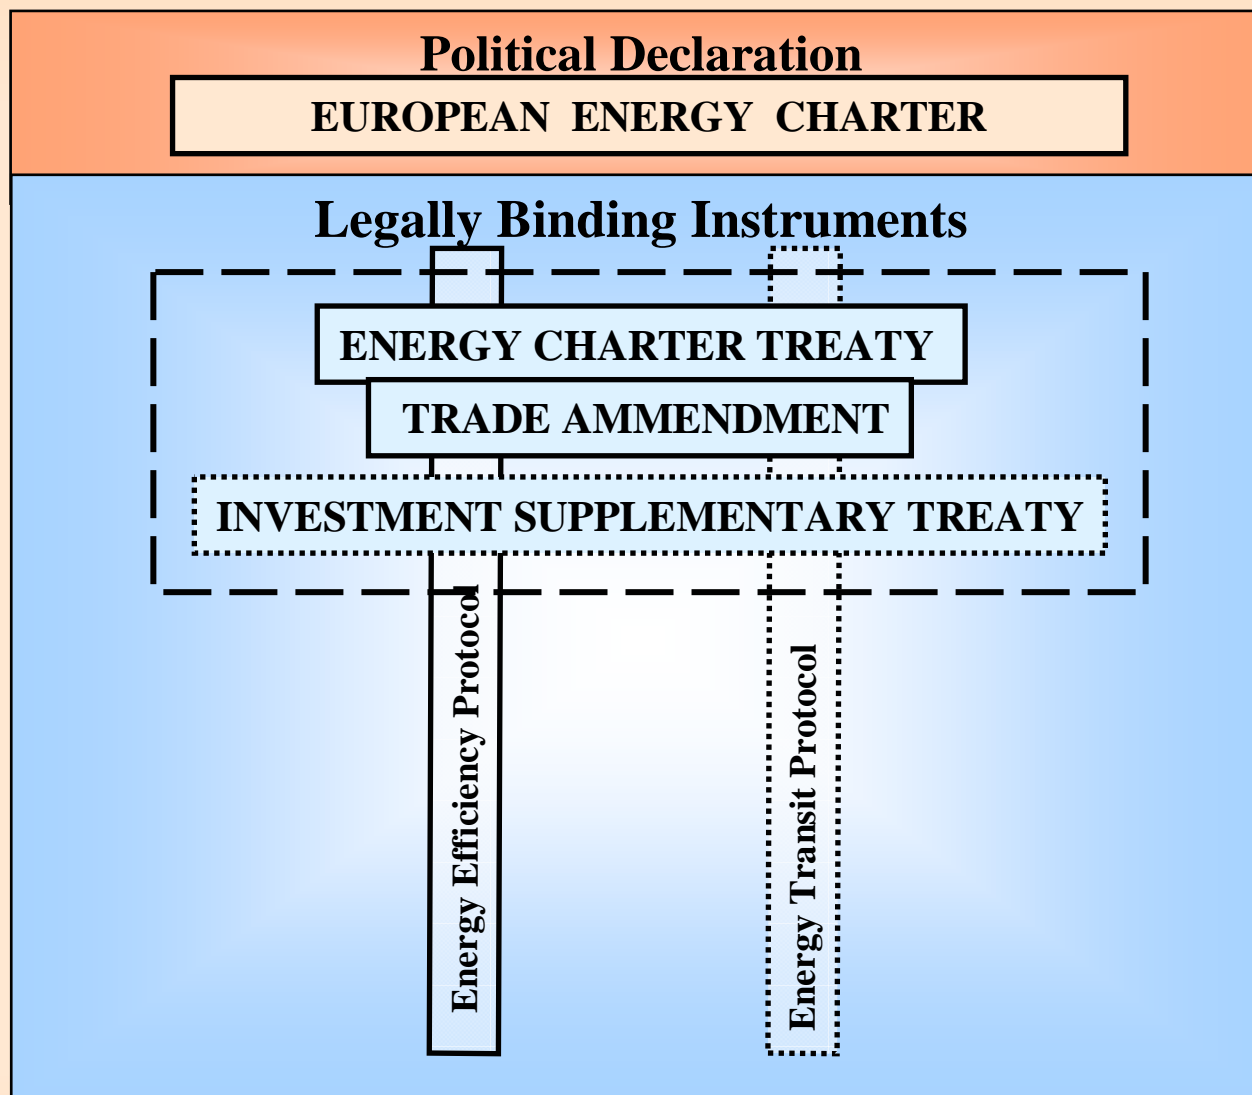 Political Declaration
EUROPEAN ENERGY CHARTER
Legally Binding Instruments
ENERGY CHARTER TREATY
TRADE AMMENDMENT
INVESTMENT SUPPLEMENTARY TREATY
Energy Efficiency Protocol
Energy Transit Protocol